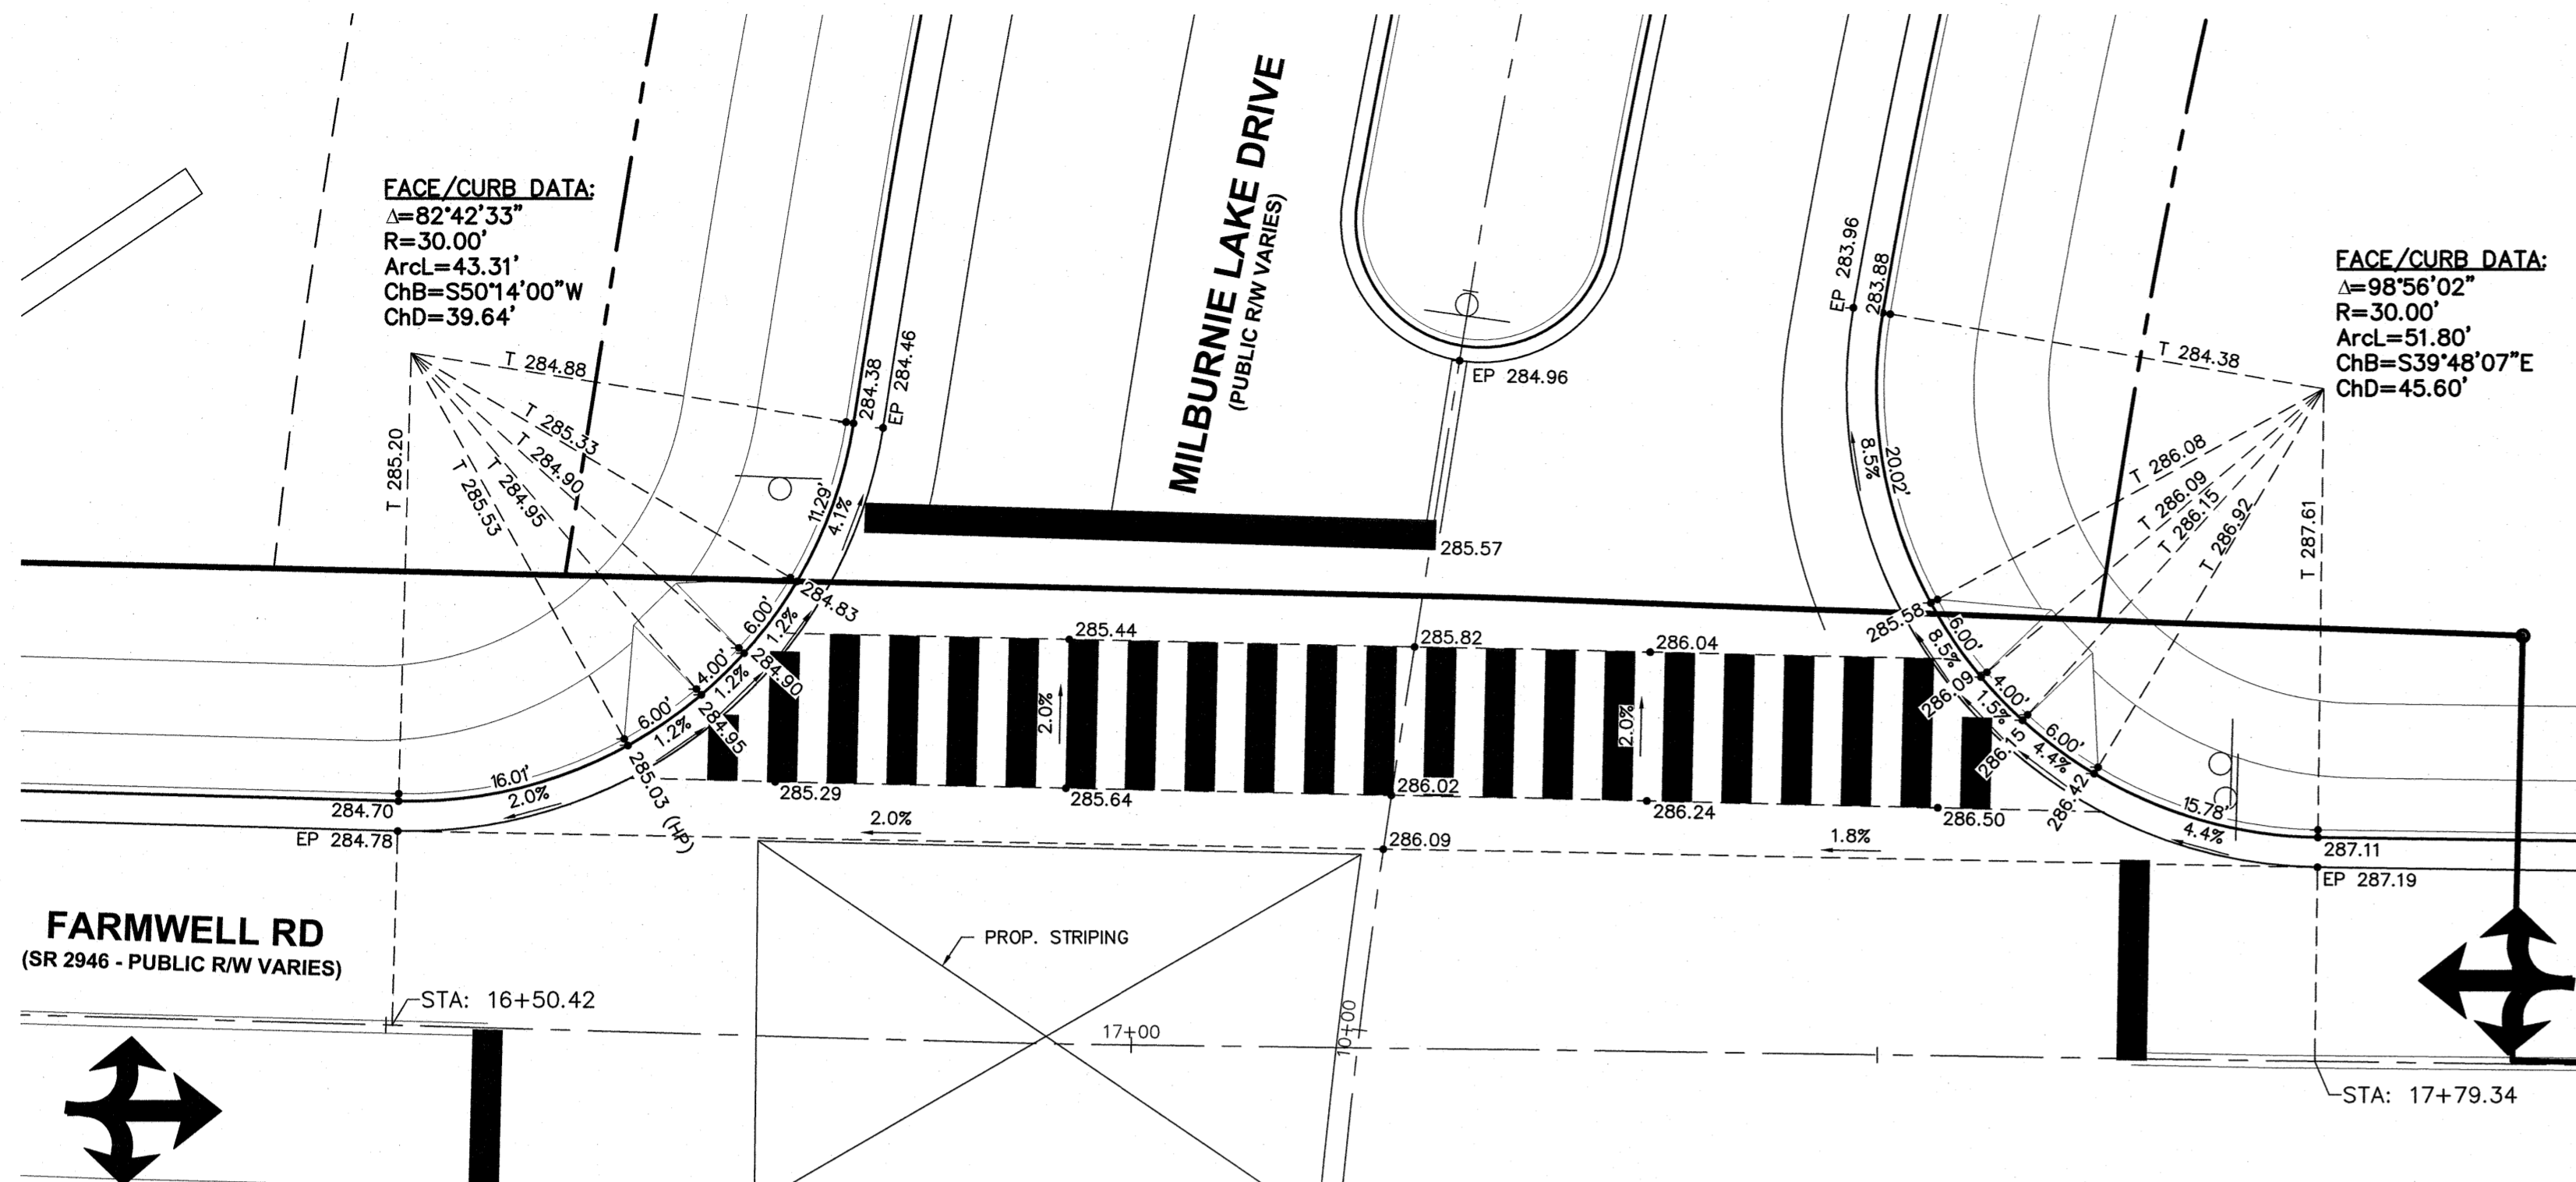 FACE/CURB DATA:
Δ=82°42'33"
R=30.00'
ArcL=43.31'
ChB=S50°14'00"W
ChD=39.64'
T 284.88
T 285.33
T 284.90
T 284.95
T 285.53
T 285.20
284.38
EP 284.46
11.29'
4.1%
284.83
6.00'
1.2%
284.90
4.00'
1.2%
284.95
6.00'
1.2%
285.03 (HP)
16.01'
2.0%
284.70
EP 284.78
MILBURNIE LAKE DRIVE
(PUBLIC R/W VARIES)
EP 284.96
285.57
285.44
285.82
286.04
2.0%
2.0%
285.29
285.64
286.02
286.24
286.50
2.0%
286.09
1.8%
FACE/CURB DATA:
Δ=98°56'02"
R=30.00'
ArcL=51.80'
ChB=S39°48'07"E
ChD=45.60'
EP 283.96
283.88
T 284.38
T 286.08
T 286.09
T 286.15
T 286.92
T 287.61
8.5%
20.02'
285.58
6.00'
8.5%
286.09
4.00'
1.5%
286.15
6.00'
4.4%
286.42
15.78'
4.4%
287.11
EP 287.19
FARMWELL RD
(SR 2946 - PUBLIC R/W VARIES)
PROP. STRIPING
STA: 16+50.42
17+00
10+00
STA: 17+79.34